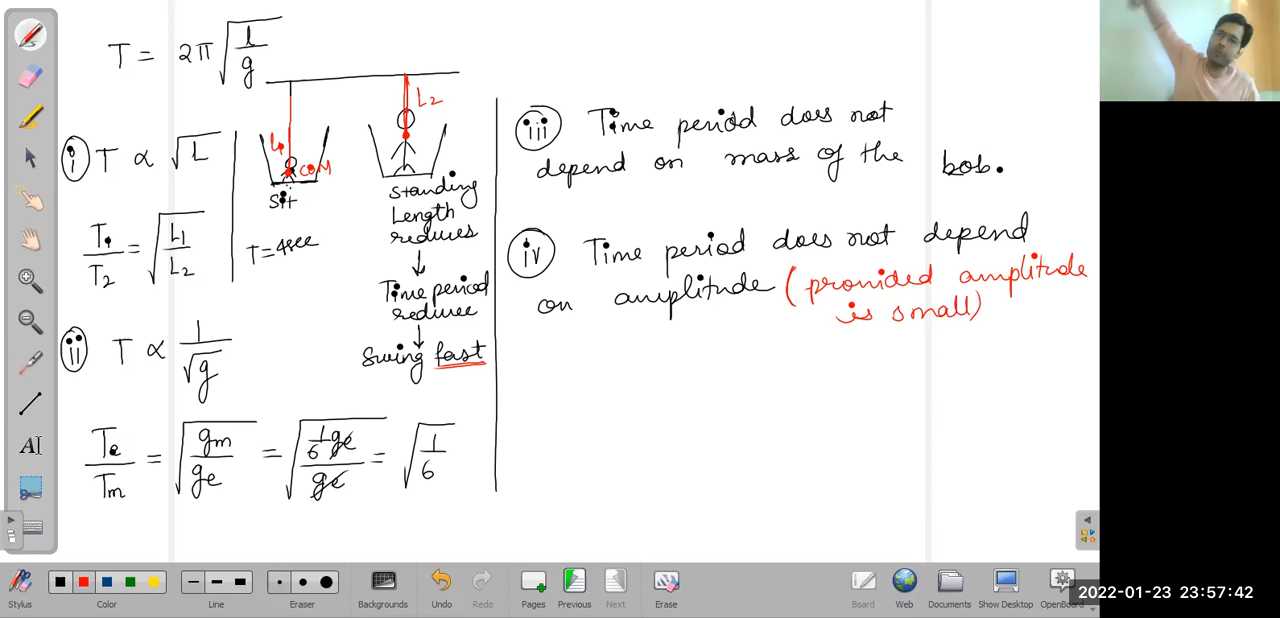 T = 2π√(l/g)
(i) T ∝ √L
T1/T2 = √(L1/L2)
L1
COM
Sit
T = 4sec
L2
Standing
Length
reduces
↓
Time period
reduce
↓
Swing fast
(ii) T ∝ 1/√g
Te/Tm = √(gm/ge) = √(1/6 ge/ge) = √(1/6)
(iii) Time period does not
depend on mass of the bob.
(iv) Time period does not depend
on amplitude (provided amplitude
is small)
Stylus
Color
Line
Eraser
Backgrounds
Undo
Redo
Pages
Previous
Next
Erase
Board
Web
Documents
Show Desktop
OpenBoard
2022-01-23 23:57:42